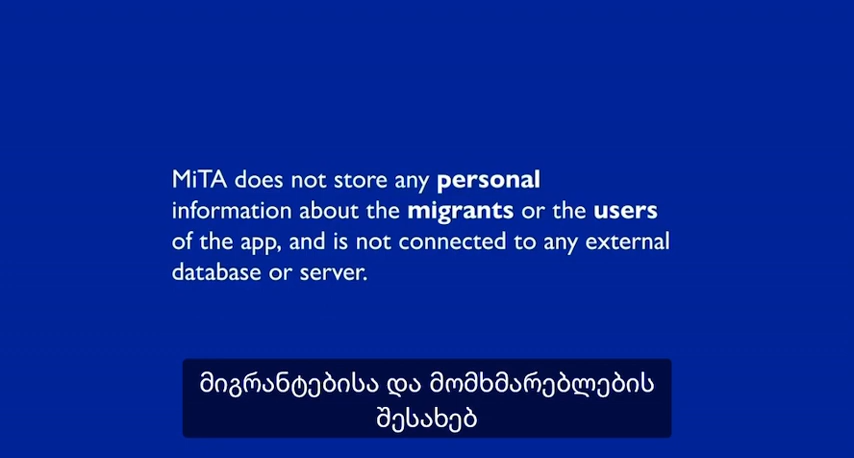 MiTA does not store any personal
information about the migrants or the users
of the app, and is not connected to any external
database or server.
მიგრანტებისა და მომხმარებლების
შესახებ